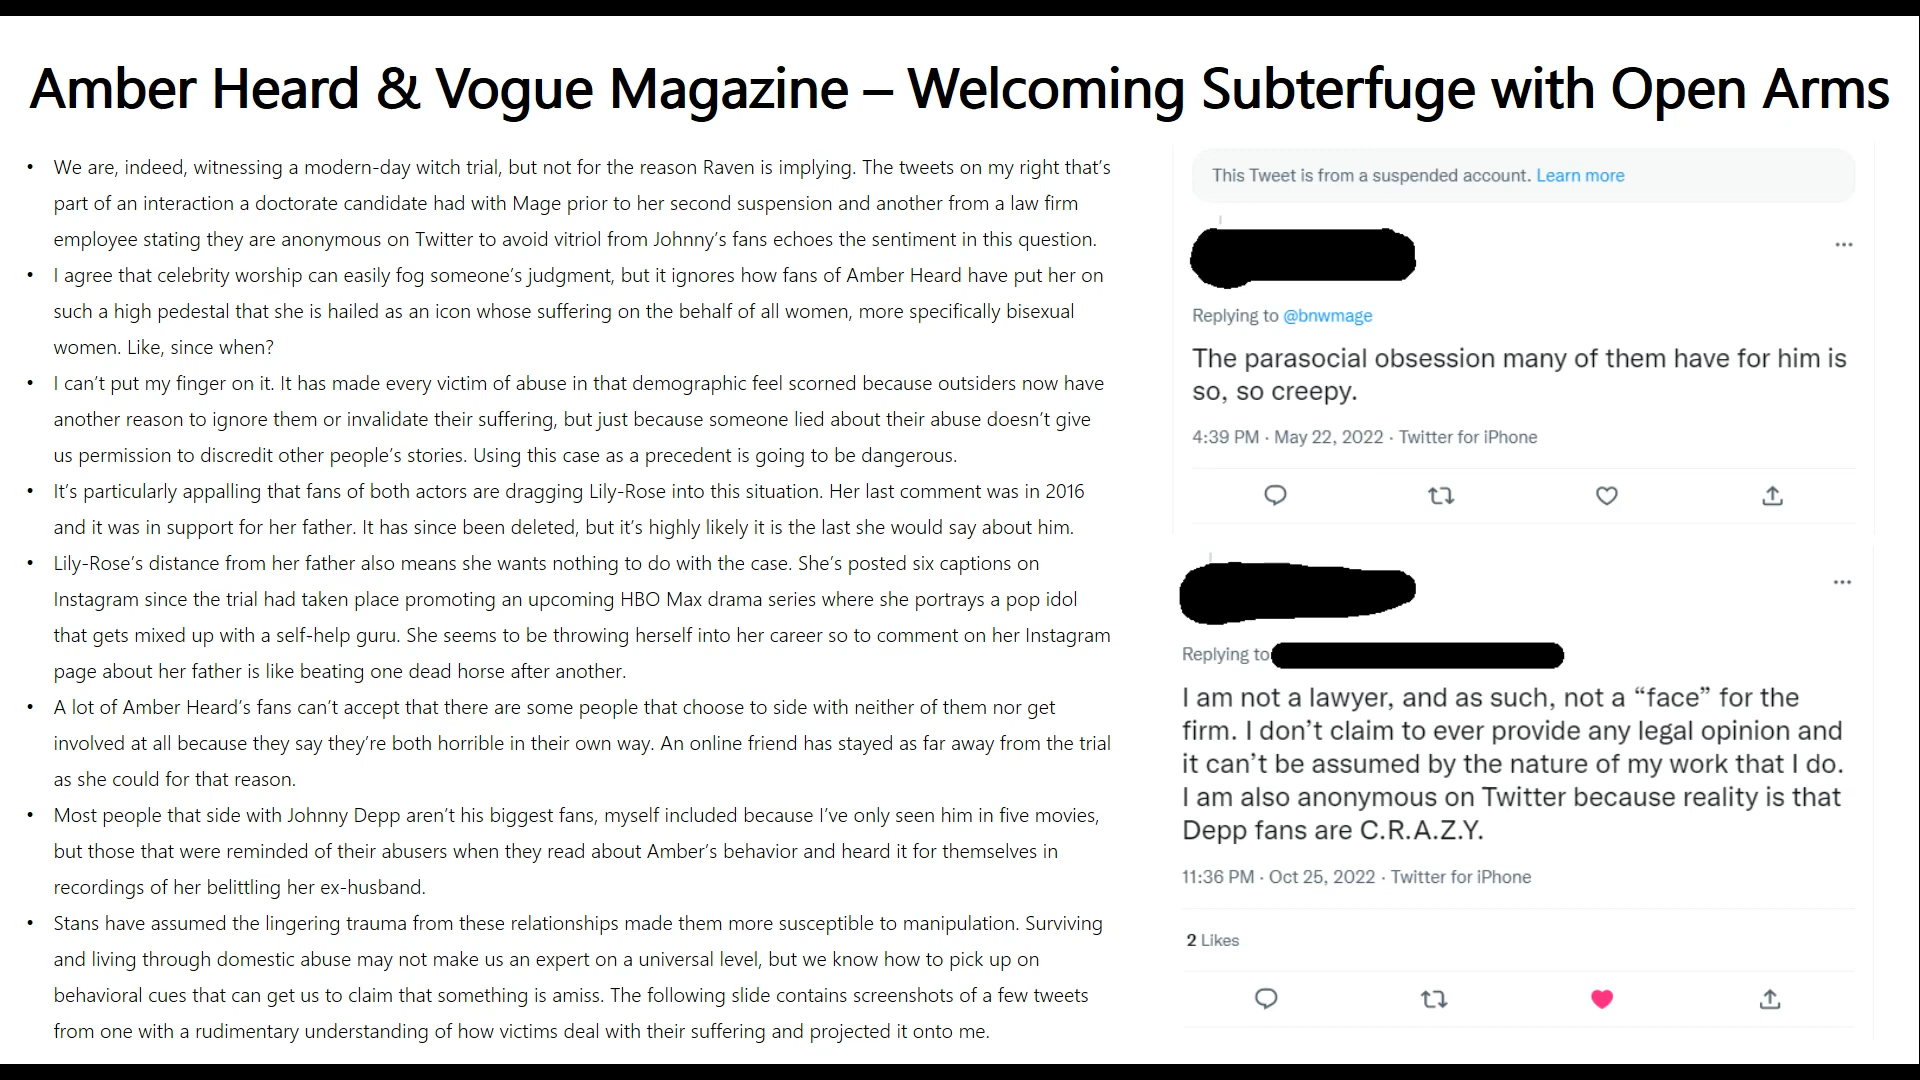 Amber Heard & Vogue Magazine – Welcoming Subterfuge with Open Arms
• We are, indeed, witnessing a modern-day witch trial, but not for the reason Raven is implying. The tweets on my right that’s
part of an interaction a doctorate candidate had with Mage prior to her second suspension and another from a law firm
employee stating they are anonymous on Twitter to avoid vitriol from Johnny’s fans echoes the sentiment in this question.
• I agree that celebrity worship can easily fog someone’s judgment, but it ignores how fans of Amber Heard have put her on
such a high pedestal that she is hailed as an icon whose suffering on the behalf of all women, more specifically bisexual
women. Like, since when?
• I can’t put my finger on it. It has made every victim of abuse in that demographic feel scorned because outsiders now have
another reason to ignore them or invalidate their suffering, but just because someone lied about their abuse doesn’t give
us permission to discredit other people’s stories. Using this case as a precedent is going to be dangerous.
• It’s particularly appalling that fans of both actors are dragging Lily-Rose into this situation. Her last comment was in 2016
and it was in support for her father. It has since been deleted, but it’s highly likely it is the last she would say about him.
• Lily-Rose’s distance from her father also means she wants nothing to do with the case. She’s posted six captions on
Instagram since the trial had taken place promoting an upcoming HBO Max drama series where she portrays a pop idol
that gets mixed up with a self-help guru. She seems to be throwing herself into her career so to comment on her Instagram
page about her father is like beating one dead horse after another.
• A lot of Amber Heard’s fans can’t accept that there are some people that choose to side with neither of them nor get
involved at all because they say they’re both horrible in their own way. An online friend has stayed as far away from the trial
as she could for that reason.
• Most people that side with Johnny Depp aren’t his biggest fans, myself included because I’ve only seen him in five movies,
but those that were reminded of their abusers when they read about Amber’s behavior and heard it for themselves in
recordings of her belittling her ex-husband.
• Stans have assumed the lingering trauma from these relationships made them more susceptible to manipulation. Surviving
and living through domestic abuse may not make us an expert on a universal level, but we know how to pick up on
behavioral cues that can get us to claim that something is amiss. The following slide contains screenshots of a few tweets
from one with a rudimentary understanding of how victims deal with their suffering and projected it onto me.
This Tweet is from a suspended account. Learn more
Replying to @bnwmage
The parasocial obsession many of them have for him is
so, so creepy.
4:39 PM · May 22, 2022 · Twitter for iPhone
Replying to
I am not a lawyer, and as such, not a “face” for the
firm. I don’t claim to ever provide any legal opinion and
it can’t be assumed by the nature of my work that I do.
I am also anonymous on Twitter because reality is that
Depp fans are C.R.A.Z.Y.
11:36 PM · Oct 25, 2022 · Twitter for iPhone
2 Likes